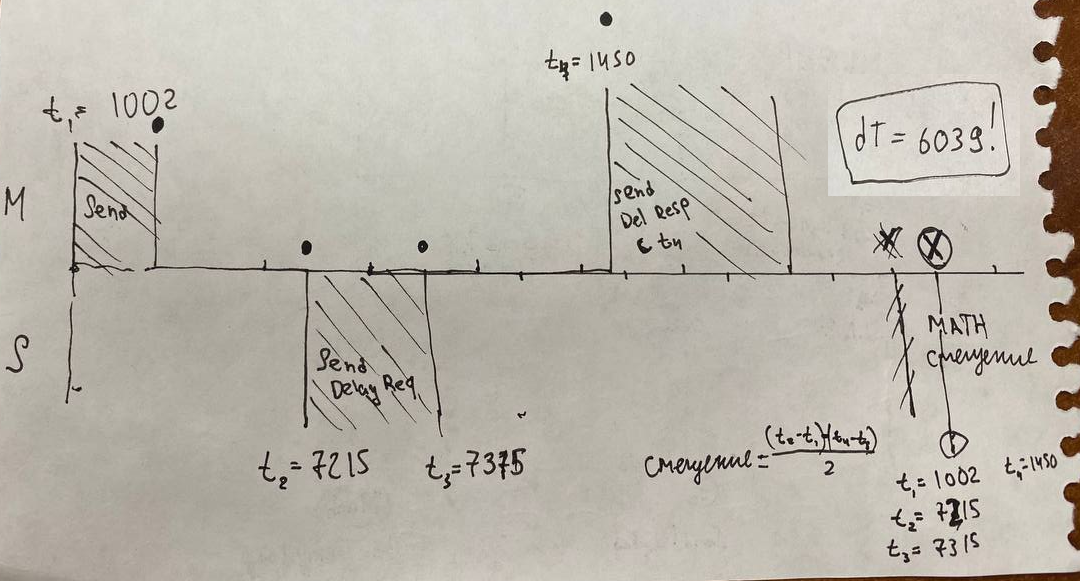 t₄= 1450
t₁= 1002
dT = 6039!
M
Send
send
Del Resp
c t₄
S
MATH
смещение
Send
Delay Req
t₂= 7215
t₃=7375
смещение = (t₂-t₁)-(t₄-t₃)
2
t₁= 1002
t₄=1450
t₂= 7215
t₃= 7315